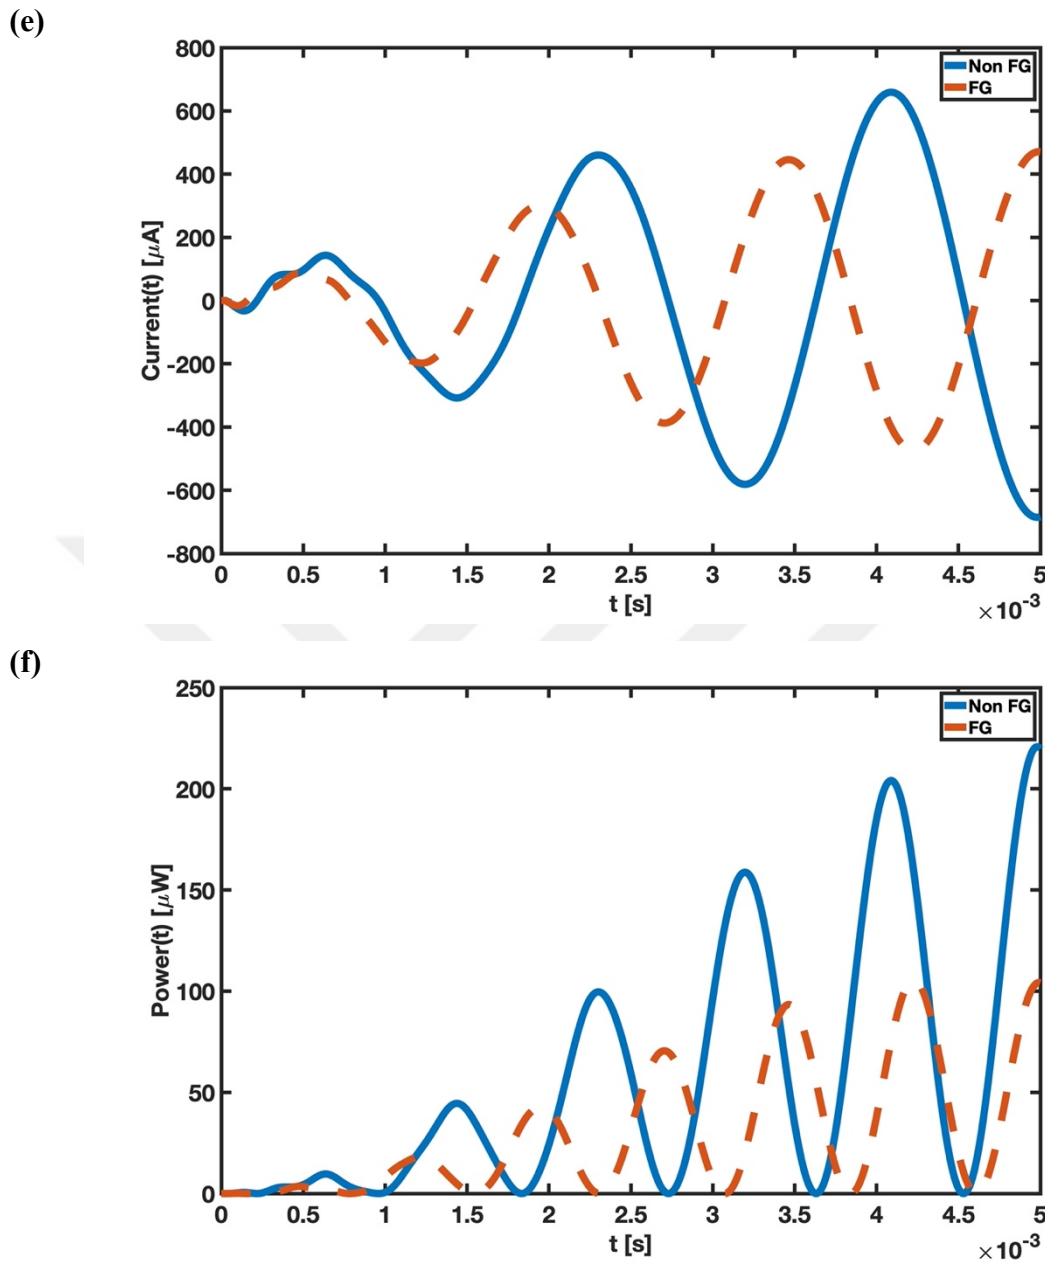 (e)
800
600
400
200
0
-200
-400
-600
-800
Current(t) [μA]
Non FG
FG
0 0.5 1 1.5 2 2.5 3 3.5 4 4.5 5
t [s]
×10⁻³
(f)
250
200
150
100
50
0
Power(t) [μW]
Non FG
FG
0 0.5 1 1.5 2 2.5 3 3.5 4 4.5 5
t [s]
×10⁻³